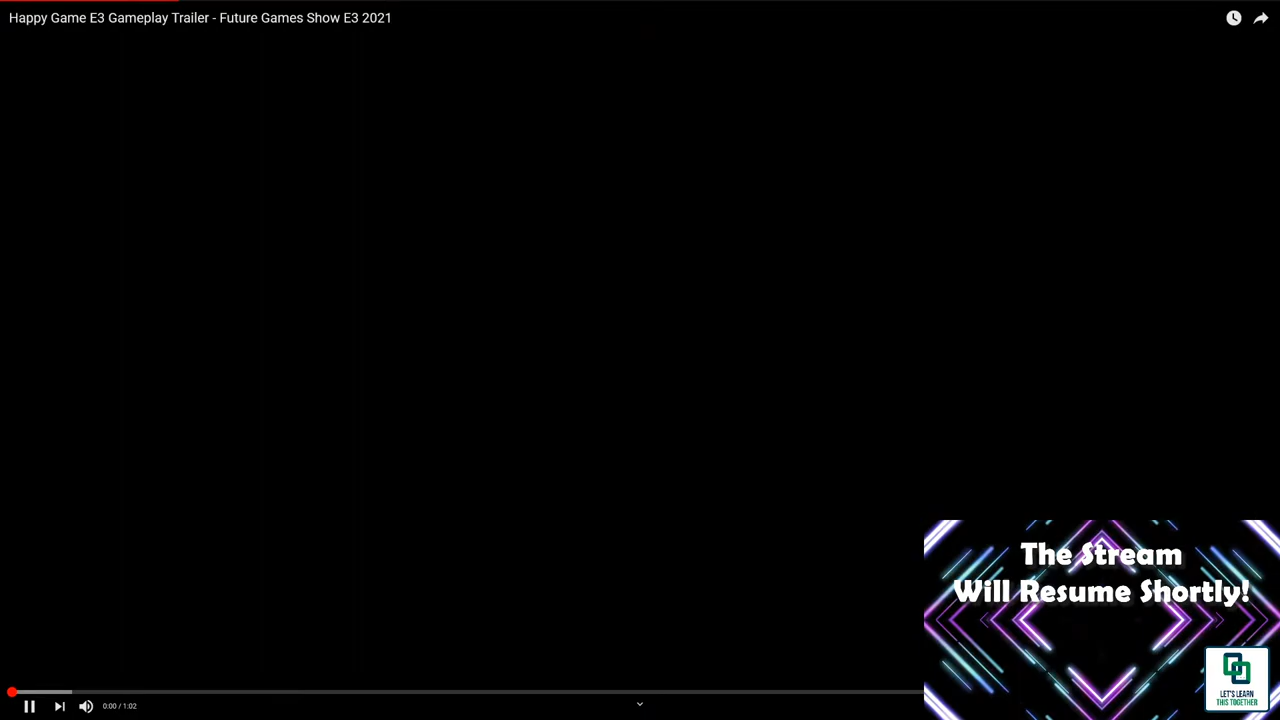 Happy Game E3 Gameplay Trailer - Future Games Show E3 2021
The Stream
Will Resume Shortly!
LET'S LEARN
THIS TOGETHER
0:00 / 1:02